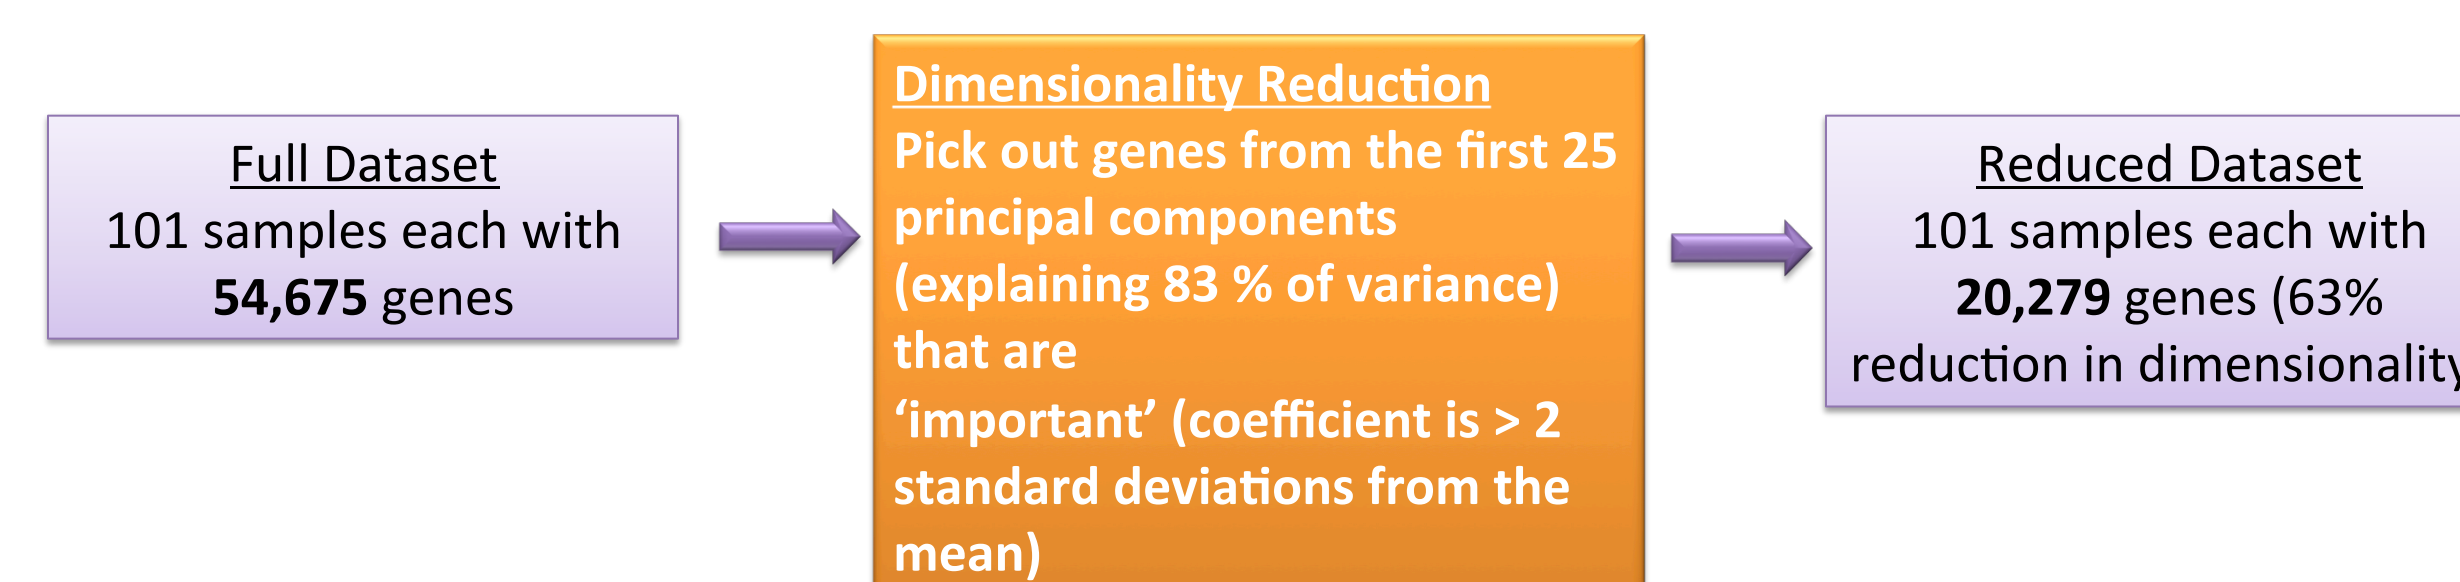 Full Dataset
101 samples each with
54,675 genes
Dimensionality Reduction
Pick out genes from the first 25
principal components
(explaining 83 % of variance)
that are
‘important’ (coefficient is > 2
standard deviations from the
mean)
Reduced Dataset
101 samples each with
20,279 genes (63%
reduction in dimensionality